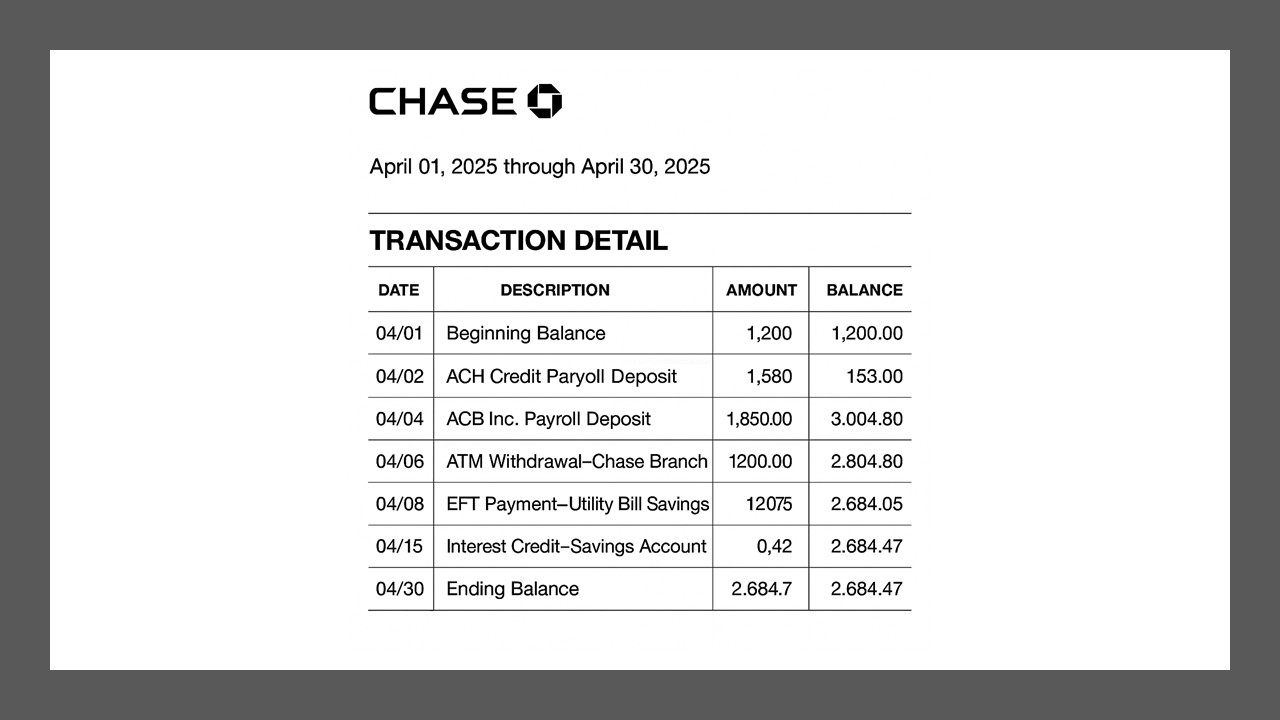 CHASE
April 01, 2025 through April 30, 2025
TRANSACTION DETAIL
DATE DESCRIPTION AMOUNT BALANCE
04/01 Beginning Balance 1,200 1,200.00
04/02 ACH Credit Paryoll Deposit 1,580 153.00
04/04 ACB Inc. Payroll Deposit 1,850.00 3.004.80
04/06 ATM Withdrawal–Chase Branch 1200.00 2.804.80
04/08 EFT Payment–Utility Bill Savings 12075 2.684.05
04/15 Interest Credit–Savings Account 0,42 2.684.47
04/30 Ending Balance 2.684.7 2.684.47